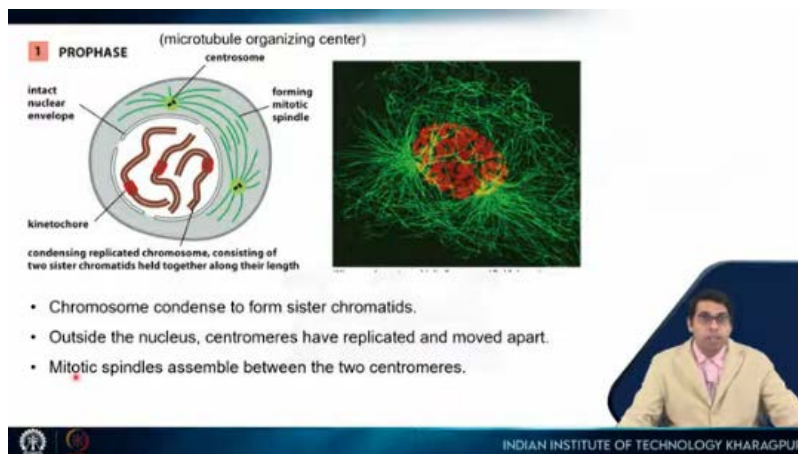 (microtubule organizing center)
1 PROPHASE
centrosome
intact
nuclear
envelope
forming
mitotic
spindle
kinetochore
condensing replicated chromosome, consisting of
two sister chromatids held together along their length
• Chromosome condense to form sister chromatids.
• Outside the nucleus, centromeres have replicated and moved apart.
• Mitotic spindles assemble between the two centromeres.
INDIAN INSTITUTE OF TECHNOLOGY KHARAGPUR